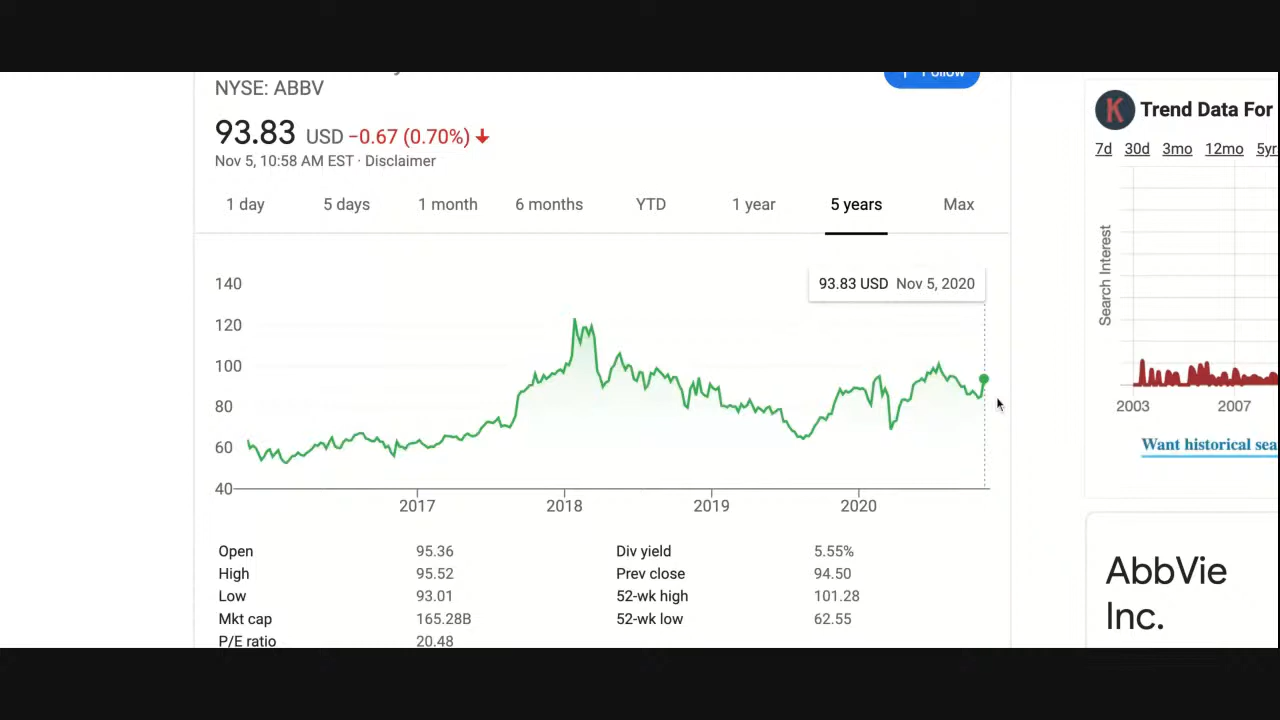 NYSE: ABBV
Follow
93.83 USD −0.67 (0.70%)
Nov 5, 10:58 AM EST · Disclaimer
1 day 5 days 1 month 6 months YTD 1 year 5 years Max
93.83 USD Nov 5, 2020
140
120
100
80
60
40
2017 2018 2019 2020
Open 95.36 Div yield 5.55%
High 95.52 Prev close 94.50
Low 93.01 52-wk high 101.28
Mkt cap 165.28B 52-wk low 62.55
P/E ratio 20.48
K Trend Data For
7d 30d 3mo 12mo 5yr
Search Interest
2003 2007
Want historical sea
AbbVie
Inc.